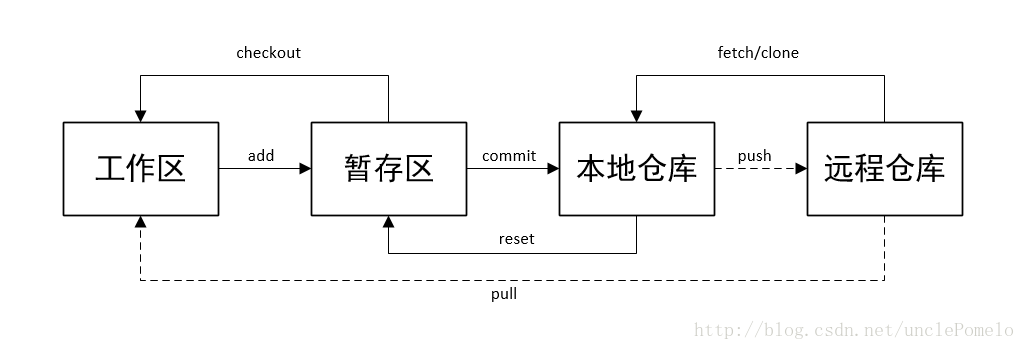 checkout
fetch/clone
工作区
add
暂存区
commit
本地仓库
push
远程仓库
reset
pull
http://blog.csdn.net/unclePomelo